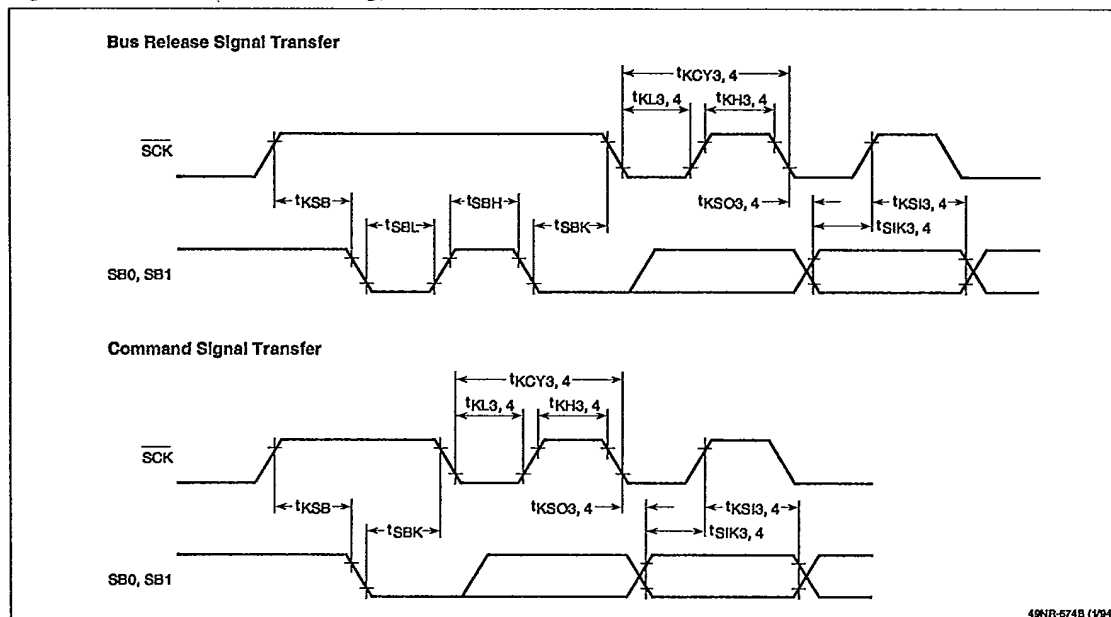 Bus Release Signal Transfer
tKCY3, 4
tKL3, 4
tKH3, 4
SCK
tKSB
tSBL
tSBH
tSBK
tKSO3, 4
tKSI3, 4
tSIK3, 4
SB0, SB1
Command Signal Transfer
tKCY3, 4
tKL3, 4
tKH3, 4
SCK
tKSB
tSBK
tKSO3, 4
tKSI3, 4
tSIK3, 4
SB0, SB1
49NR-574B (1/94